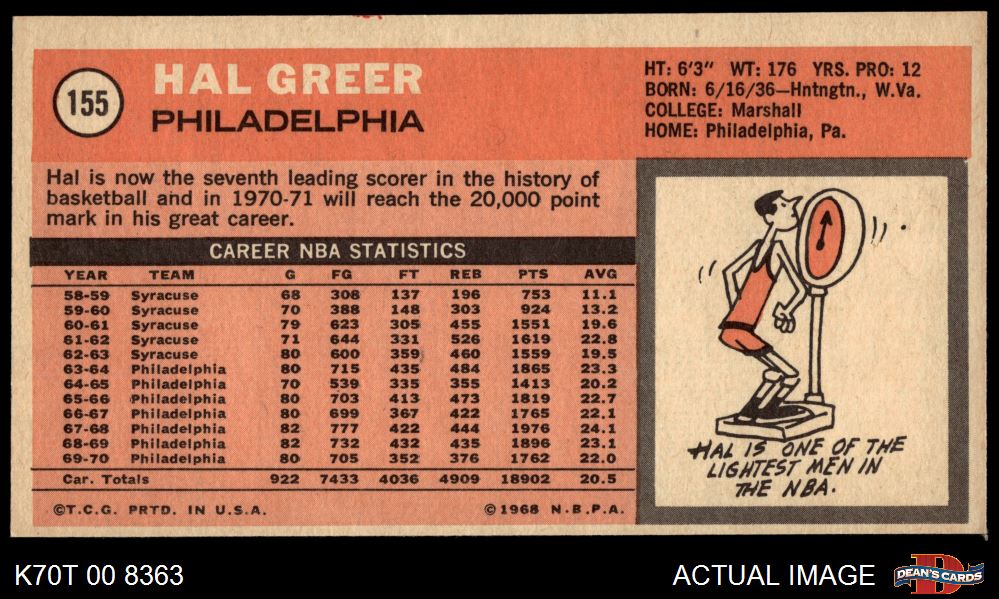 155
HAL GREER
PHILADELPHIA
HT: 6'3" WT: 176 YRS. PRO: 12
BORN: 6/16/36—Hntngtn., W.Va.
COLLEGE: Marshall
HOME: Philadelphia, Pa.
Hal is now the seventh leading scorer in the history of
basketball and in 1970-71 will reach the 20,000 point
mark in his great career.
CAREER NBA STATISTICS
YEAR TEAM G FG FT REB PTS AVG
58-59 Syracuse 68 308 137 196 753 11.1
59-60 Syracuse 70 388 148 303 924 13.2
60-61 Syracuse 79 623 305 455 1551 19.6
61-62 Syracuse 71 644 331 526 1619 22.8
62-63 Syracuse 80 600 359 460 1559 19.5
63-64 Philadelphia 80 715 435 484 1865 23.3
64-65 Philadelphia 70 539 335 355 1413 20.2
65-66 Philadelphia 80 703 413 473 1819 22.7
66-67 Philadelphia 80 699 367 422 1765 22.1
67-68 Philadelphia 82 777 422 444 1976 24.1
68-69 Philadelphia 82 732 432 435 1896 23.1
69-70 Philadelphia 80 705 352 376 1762 22.0
Car. Totals 922 7433 4036 4909 18902 20.5
©T.C.G. PRTD. IN U.S.A. ©1968 N.B.P.A.
HAL IS ONE OF THE
LIGHTEST MEN IN
THE NBA.
K70T 00 8363
ACTUAL IMAGE
DEAN'S CARDS